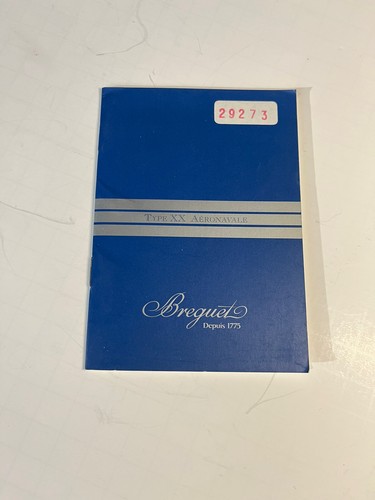 29273
TYPE XX AÉRONAVALE
Breguet
Depuis 1775